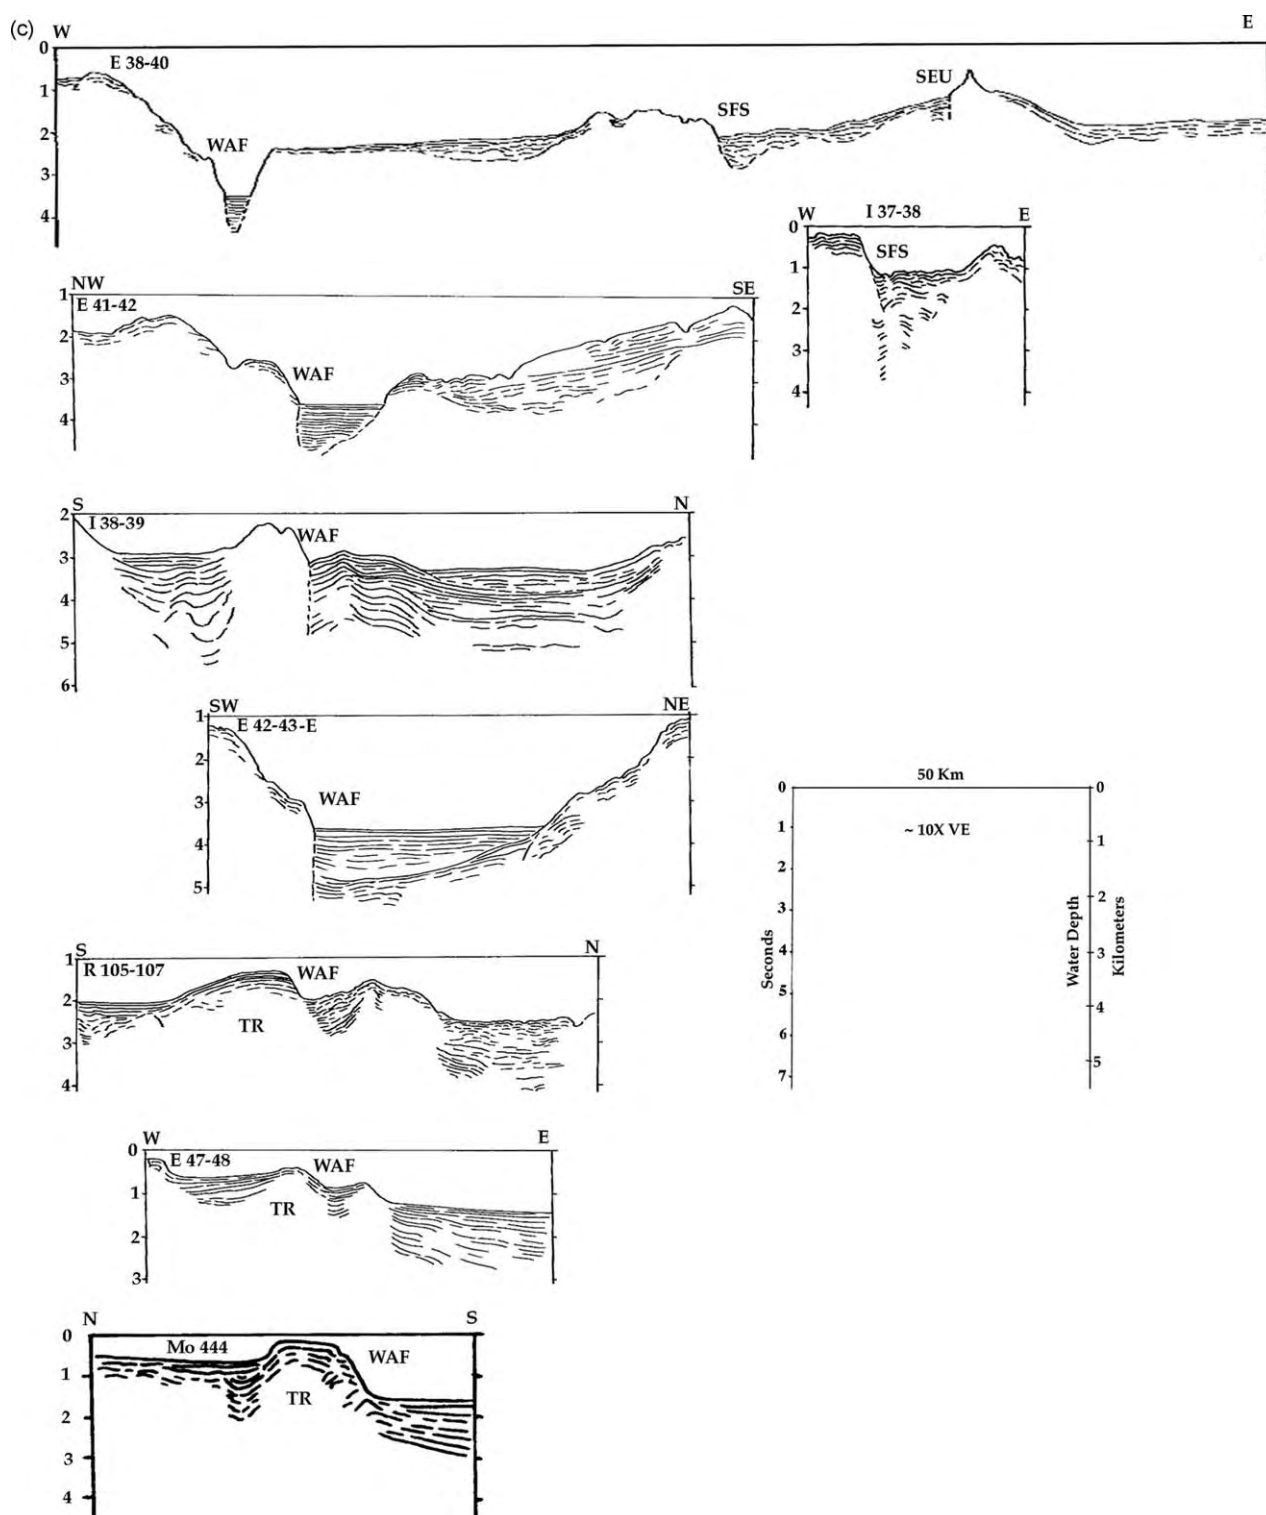 (c)
W E
0
E 38-40
1
SEU
SFS
2
WAF
3
4
W I 37-38 E
0
SFS
1
2
3
4
NW SE
1
E 41-42
2
WAF
3
4
S N
2
I 38-39
WAF
3
4
5
6
SW NE
1
E 42-43-E
2
WAF
3
4
5
50 Km
0 0
~ 10X VE
1 1
2 2
3 3
4 4
5 5
6
7
Seconds
Water Depth
Kilometers
S N
1
R 105-107 WAF
2
TR
3
4
W E
0
E 47-48 WAF
1
TR
2
3
N S
0
Mo 444 WAF
1
TR
2
3
4